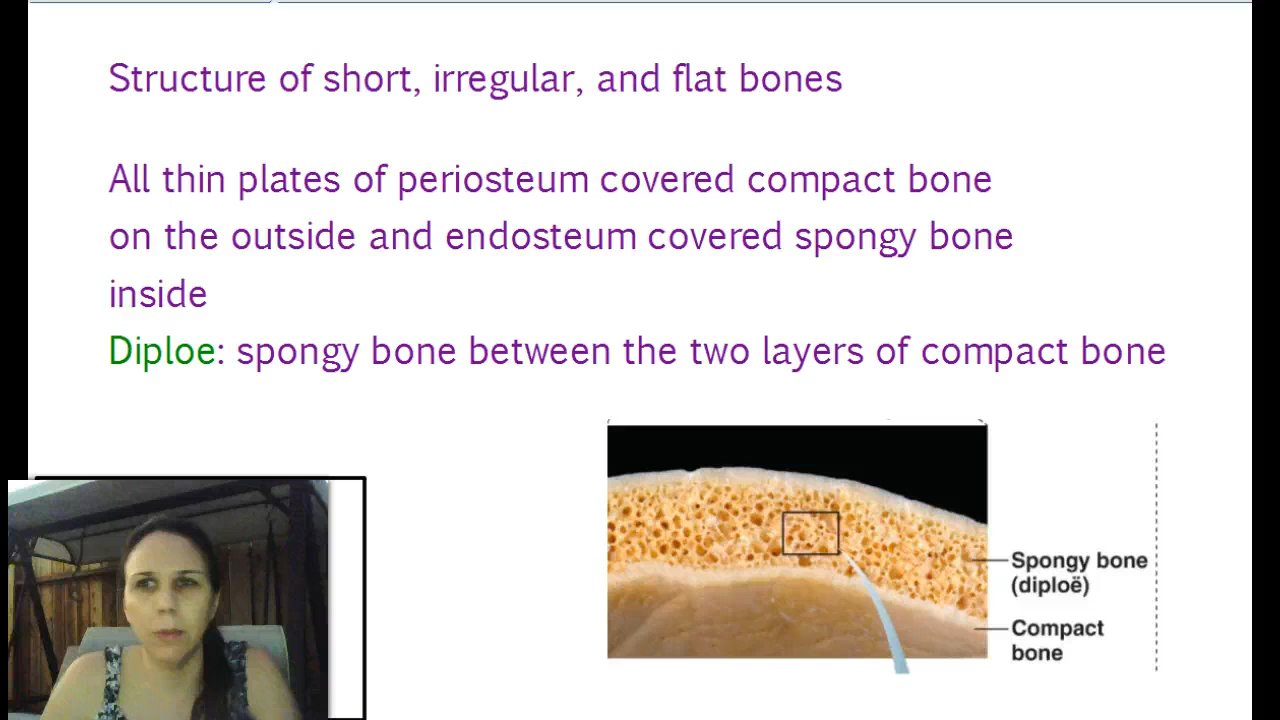 Structure of short, irregular, and flat bones
All thin plates of periosteum covered compact bone
on the outside and endosteum covered spongy bone
inside
Diploe: spongy bone between the two layers of compact bone
Spongy bone
(diploë)
Compact
bone